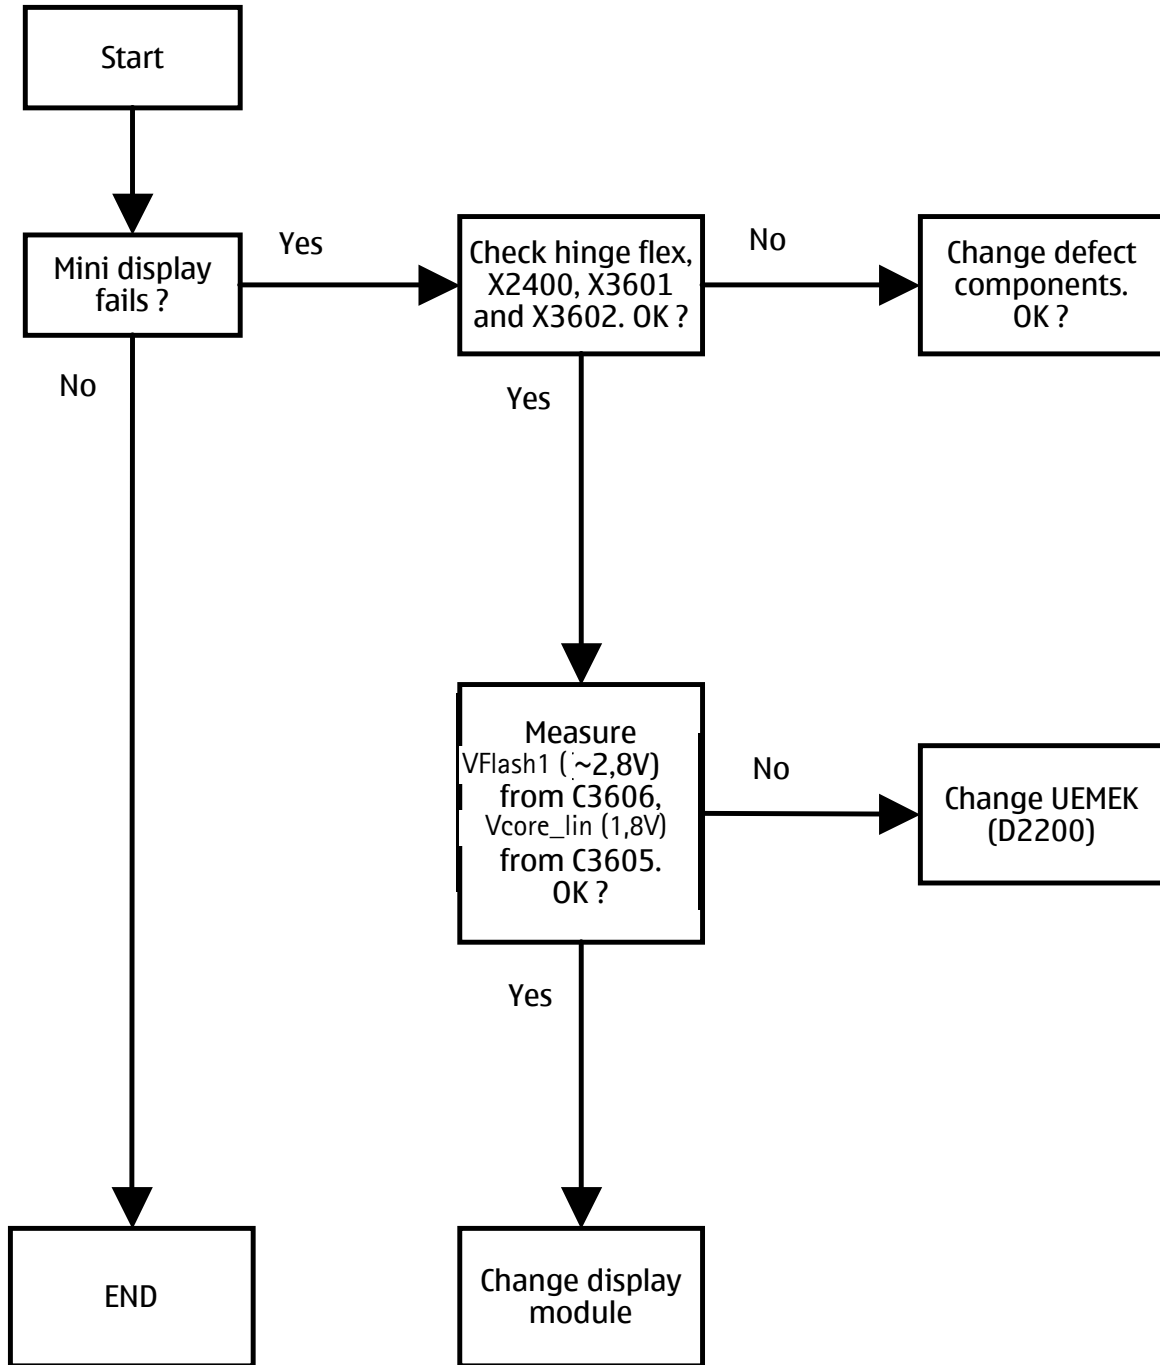 Start
Mini display
fails ?
Yes
Check hinge flex,
X2400, X3601
and X3602. OK ?
No
Change defect
components.
OK ?
No
Yes
Measure
VFlash1 ( ~2,8V)
from C3606,
Vcore_lin (1,8V)
from C3605.
OK ?
No
Change UEMEK
(D2200)
Yes
END
Change display
module